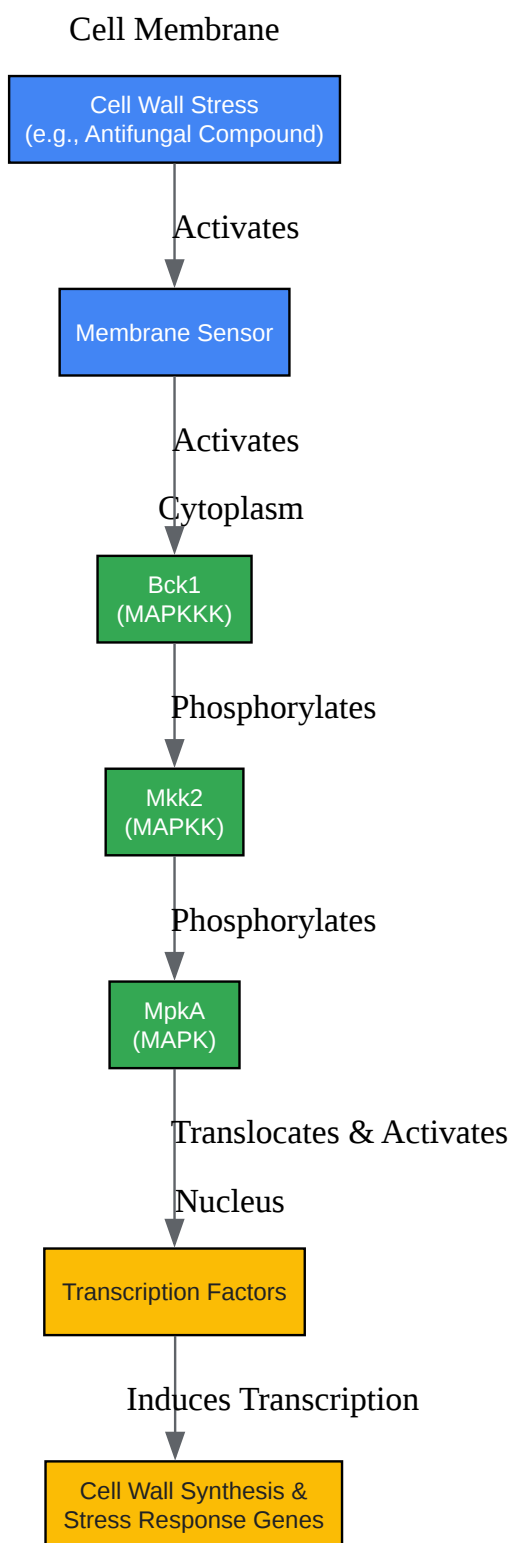 Cell Membrane
Cell Wall Stress
(e.g., Antifungal Compound)
Activates
Membrane Sensor
Activates
Cytoplasm
Bck1
(MAPKKK)
Phosphorylates
Mkk2
(MAPKK)
Phosphorylates
MpkA
(MAPK)
Translocates & Activates
Nucleus
Transcription Factors
Induces Transcription
Cell Wall Synthesis &
Stress Response Genes